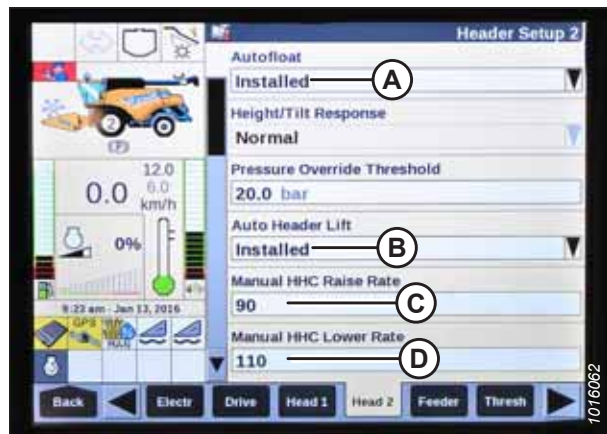 Header Setup 2
Autofloat
Installed
A
Height/Tilt Response
Normal
Pressure Override Threshold
20.0 bar
Auto Header Lift
Installed
B
Manual HHC Raise Rate
90
C
Manual HHC Lower Rate
110
D
2
(P)
12.0
0.0
6.0
km/h
0%
F
9:23 am - Jan 13, 2016
GPS
Back
Electr
Drive
Head 1
Head 2
Feeder
Thresh
1016062